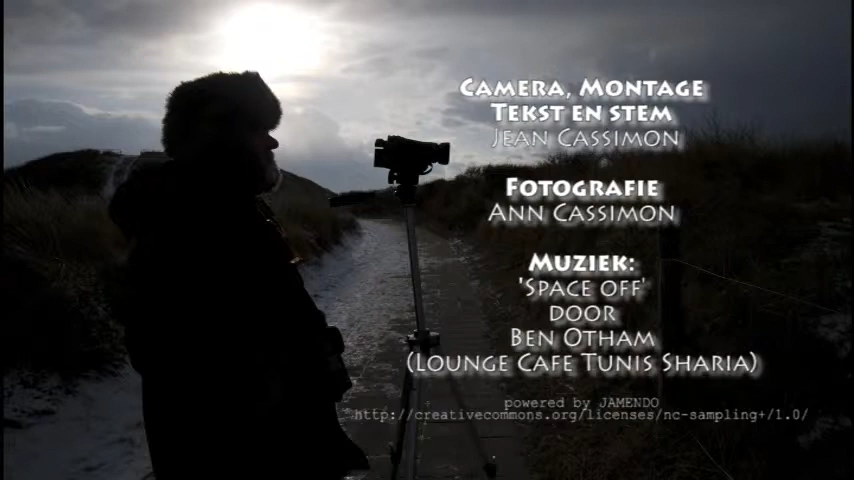 CAMERA, MONTAGE
TEKST EN STEM
JEAN CASSIMON
FOTOGRAFIE
ANN CASSIMON
MUZIEK:
'SPACE OFF'
DOOR
BEN OTHAM
(LOUNGE CAFE TUNIS SHARIA)
powered by JAMENDO
http://creativecommons.org/licenses/nc-sampling+/1.0/